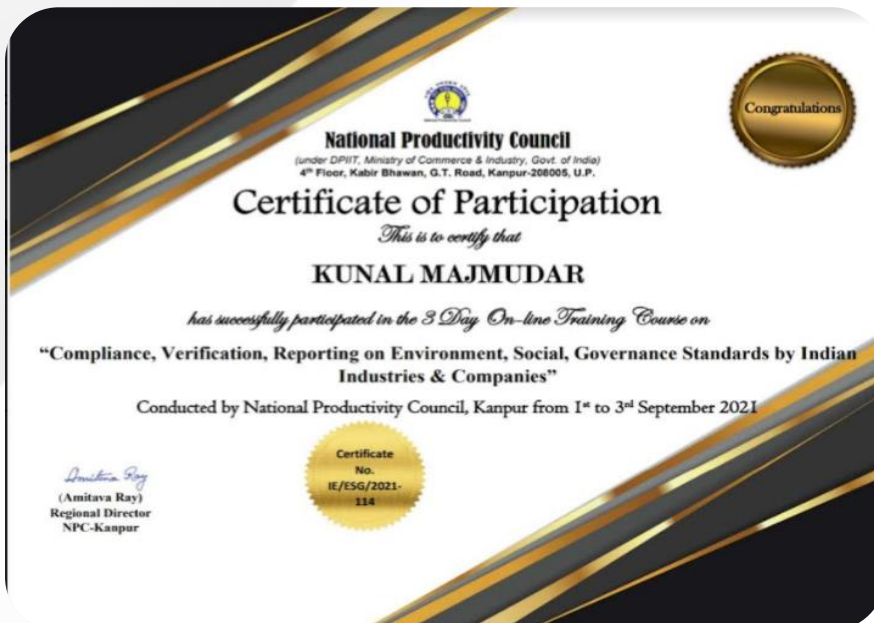 Congratulations
National Productivity Council
(under DPIIT, Ministry of Commerce & Industry, Govt. of India)
4th Floor, Kabir Bhawan, G.T. Road, Kanpur-208005, U.P.
Certificate of Participation
This is to certify that
KUNAL MAJMUDAR
has successfully participated in the 3 Day On-line Training Course on
“Compliance, Verification, Reporting on Environment, Social, Governance Standards by Indian
Industries & Companies”
Conducted by National Productivity Council, Kanpur from 1st to 3rd September 2021
Certificate
No.
IE/ESG/2021-
114
Amitava Ray
(Amitava Ray)
Regional Director
NPC-Kanpur